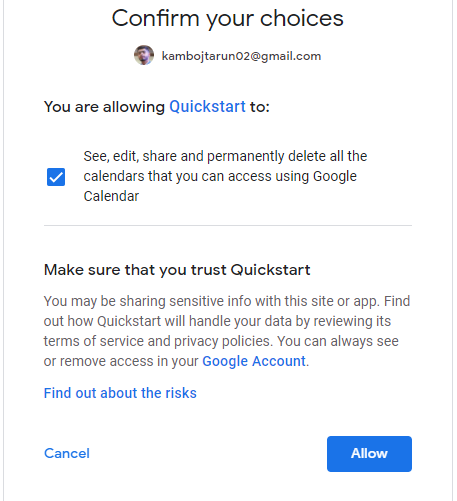 Confirm your choices
kambojtarun02@gmail.com
You are allowing Quickstart to:
See, edit, share and permanently delete all the
calendars that you can access using Google
Calendar
Make sure that you trust Quickstart
You may be sharing sensitive info with this site or app. Find
out how Quickstart will handle your data by reviewing its
terms of service and privacy policies. You can always see
or remove access in your Google Account.
Find out about the risks
Cancel
Allow